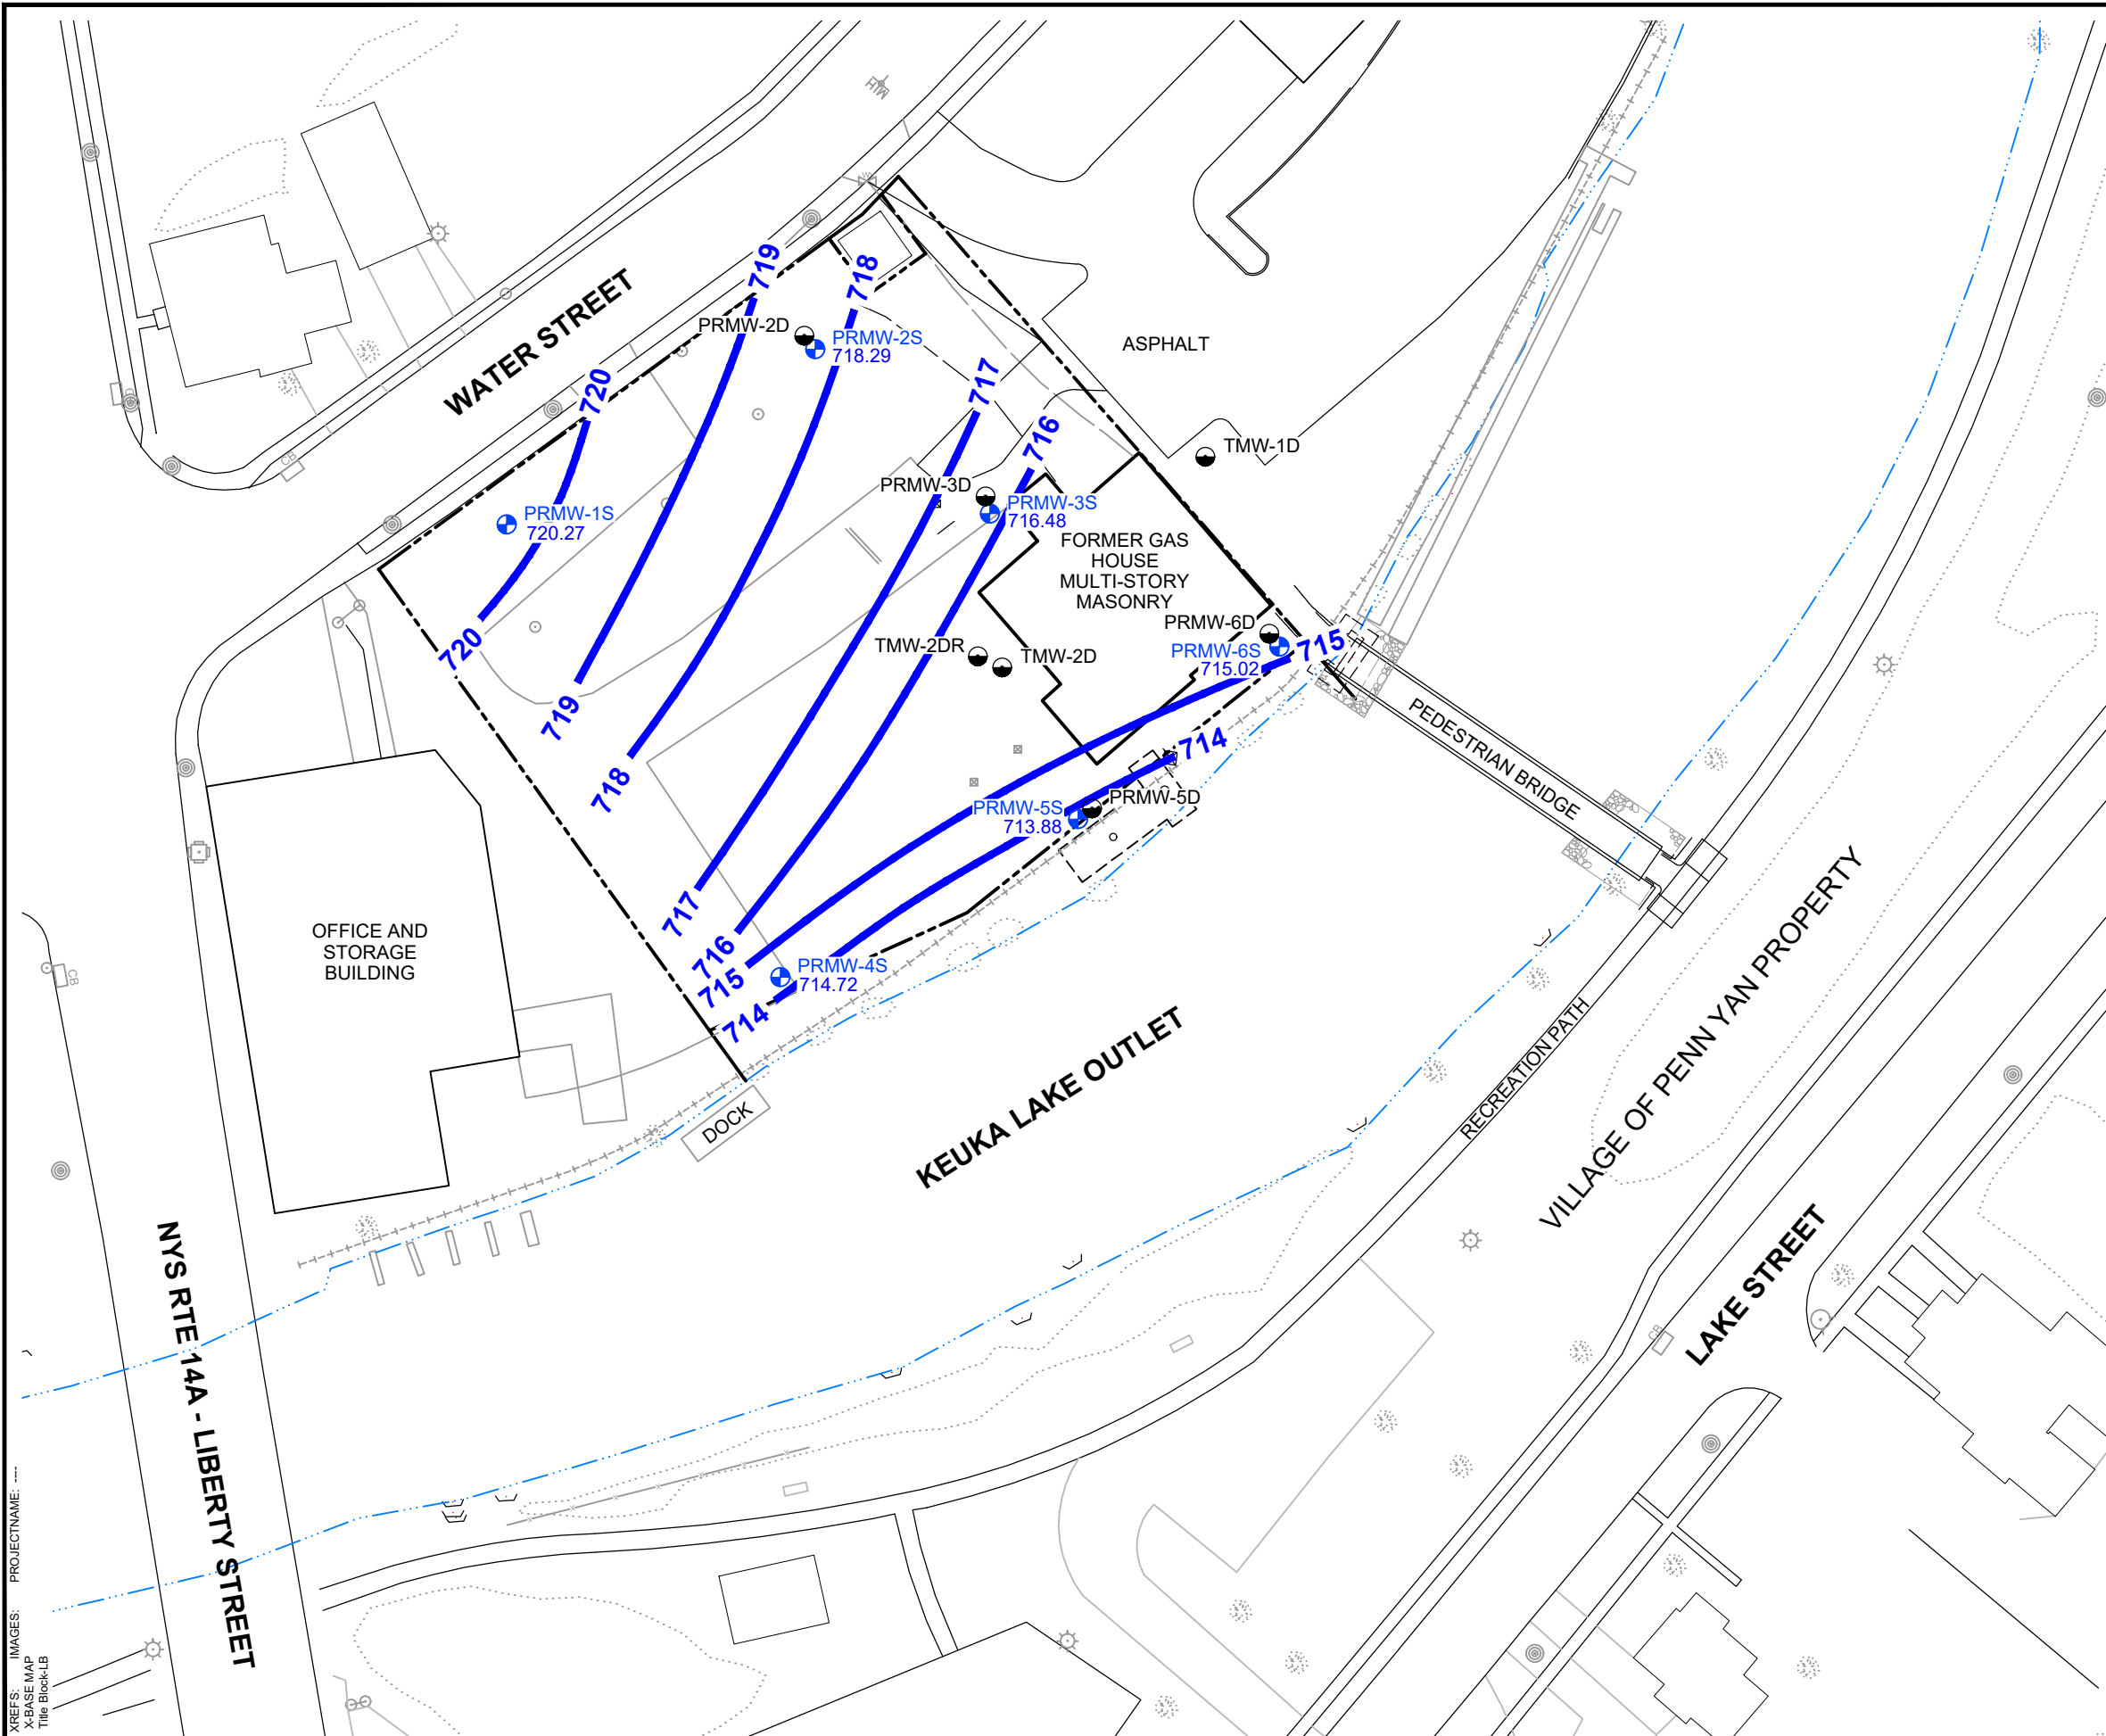 MH
WV
719
718
WATER STREET
PRMW-2D
PRMW-2S
718.29
ASPHALT
720
717
716
TMW-1D
CB
CB
PRMW-3D
PRMW-3S
716.48
PRMW-1S
720.27
FORMER GAS
HOUSE
MULTI-STORY
MASONRY
PRMW-6D
PRMW-6S
715.02
715
720
TMW-2DR
TMW-2D
719
714
PEDESTRIAN BRIDGE
718
PRMW-5S
713.88
PRMW-5D
717
716
715
714
PRMW-4S
714.72
OFFICE AND
STORAGE
BUILDING
CB
DOCK
KEUKA LAKE OUTLET
RECREATION PATH
VILLAGE OF PENN YAN PROPERTY
LAKE STREET
CB
NYS RTE 14A - LIBERTY STREET
XREFS: IMAGES: PROJECTNAME: ----
X-BASE MAP
Title Block-LB